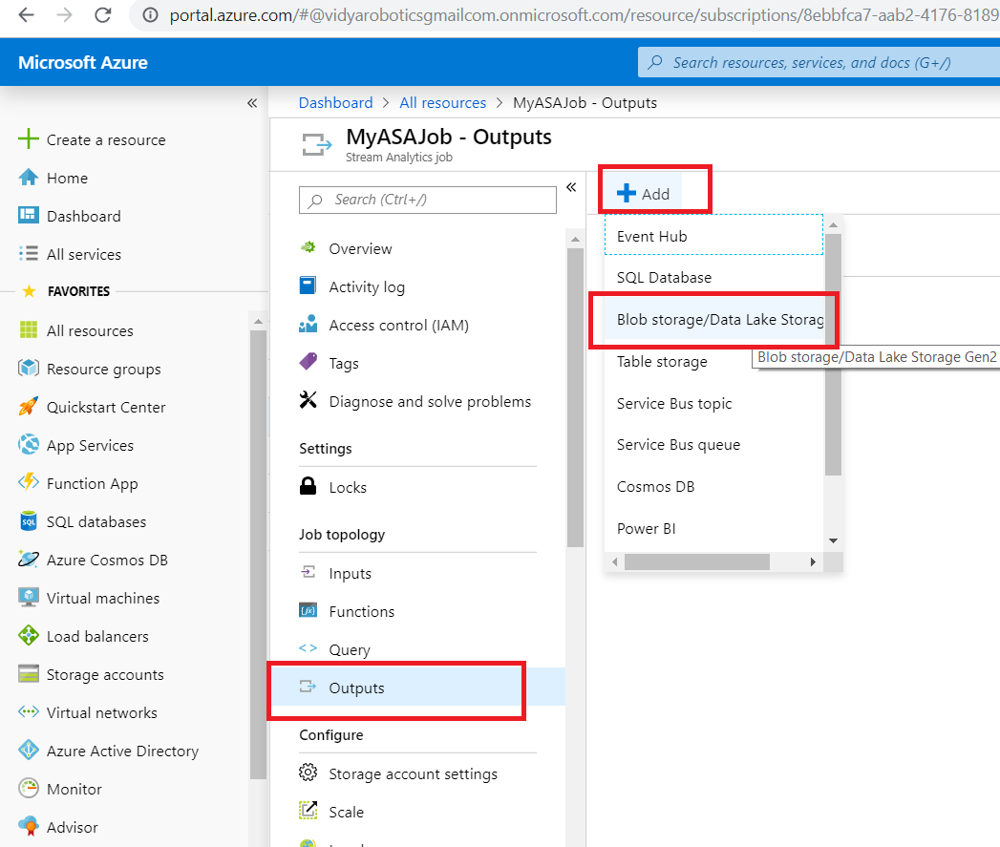 portal.azure.com/#@vidyaroboticsgmailcom.onmicrosoft.com/resource/subscriptions/8ebbfca7-aab2-4176-8189
Microsoft Azure
Search resources, services, and docs (G+/)
Create a resource
Home
Dashboard
All services
FAVORITES
All resources
Resource groups
Quickstart Center
App Services
Function App
SQL databases
Azure Cosmos DB
Virtual machines
Load balancers
Storage accounts
Virtual networks
Azure Active Directory
Monitor
Advisor
Dashboard > All resources > MyASAJob - Outputs
MyASAJob - Outputs
Stream Analytics job
Search (Ctrl+/)
Overview
Activity log
Access control (IAM)
Tags
Diagnose and solve problems
Settings
Locks
Job topology
Inputs
Functions
Query
Outputs
Configure
Storage account settings
Scale
Add
Event Hub
SQL Database
Blob storage/Data Lake Storag
Blob storage/Data Lake Storage Gen2
Table storage
Service Bus topic
Service Bus queue
Cosmos DB
Power BI